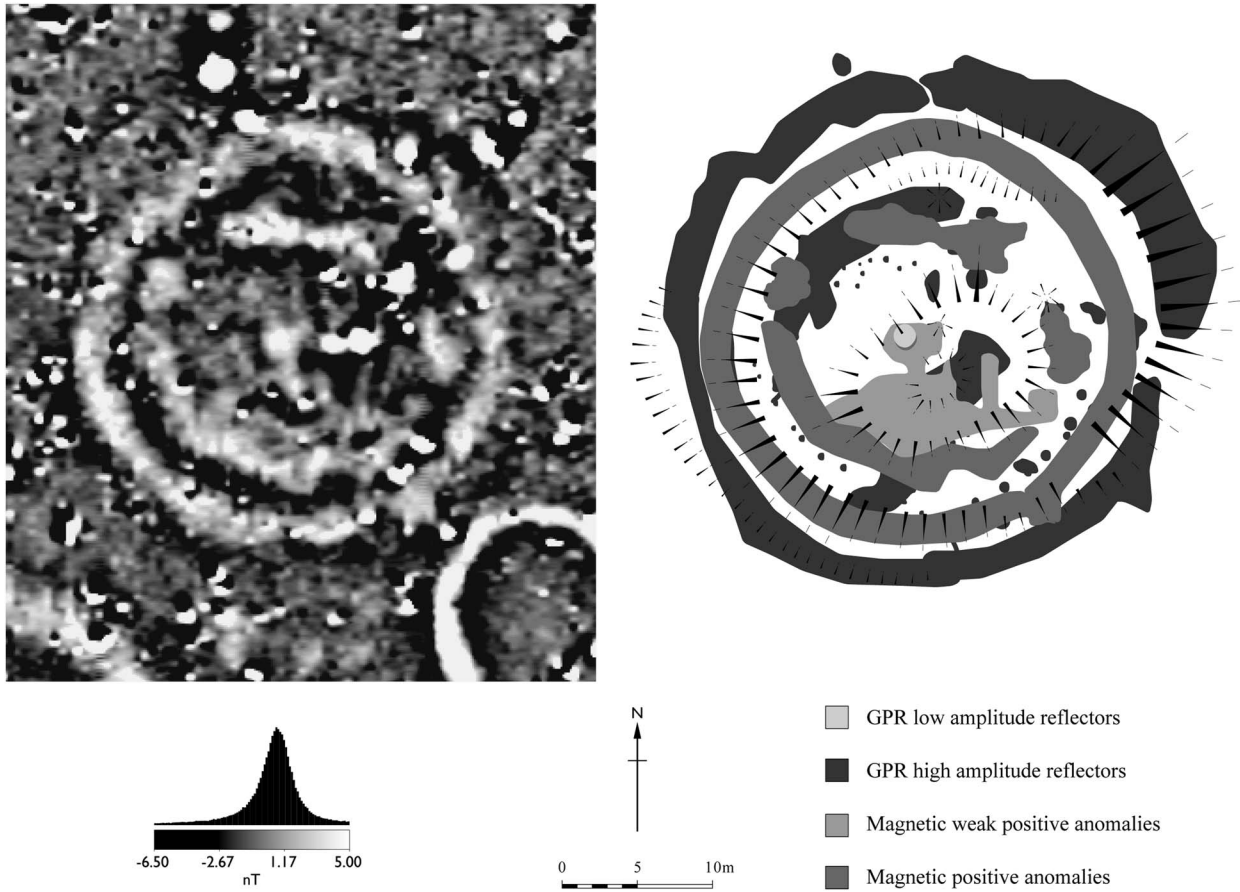 N
GPR low amplitude reflectors
GPR high amplitude reflectors
Magnetic weak positive anomalies
Magnetic positive anomalies
-6.50 -2.67 1.17 5.00
nT
0 5 10m